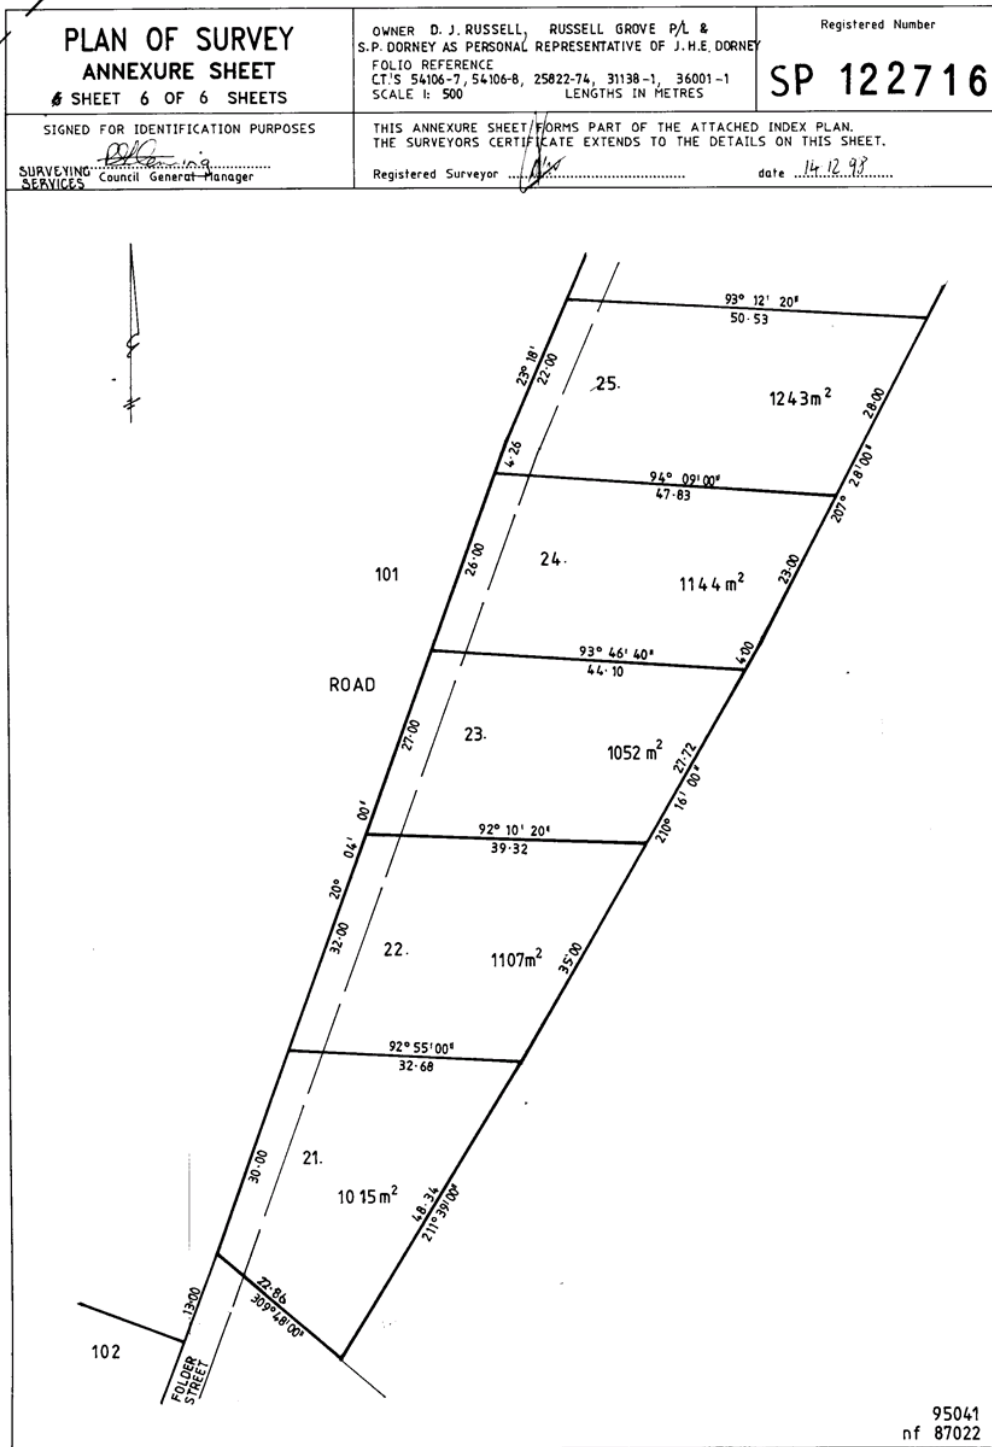 PLAN OF SURVEY
ANNEXURE SHEET
SHEET 6 OF 6 SHEETS
OWNER D. J. RUSSELL, RUSSELL GROVE P/L &
S.P. DORNEY AS PERSONAL REPRESENTATIVE OF J.H.E. DORNEY
FOLIO REFERENCE
CT.'S 54106-7, 54106-8, 25822-74, 31138-1, 36001-1
SCALE 1: 500 LENGTHS IN METRES
Registered Number
SP 122716
SIGNED FOR IDENTIFICATION PURPOSES
SURVEYING
SERVICES
Council General Manager
THIS ANNEXURE SHEET FORMS PART OF THE ATTACHED INDEX PLAN.
THE SURVEYORS CERTIFICATE EXTENDS TO THE DETAILS ON THIS SHEET.
Registered Surveyor
date 14.12.98
93° 12' 20"
50·53
23° 18'
22·00
25.
1243m²
28·00
4·26
94° 09' 00"
47·83
207° 28' 00"
26·00
101
24.
1144m²
23·00
93° 46' 40"
44·10
4·00
ROAD
27·00
23.
1052 m²
27·72
210° 16' 00"
20° 04' 00"
92° 10' 20"
39·32
32·00
22.
1107m²
35·00
92° 55' 00"
32·68
30·00
21.
1015m²
48·34
211° 39' 00"
22·86
309° 48' 00"
13·00
102
FOLDER
STREET
95041
nf 87022